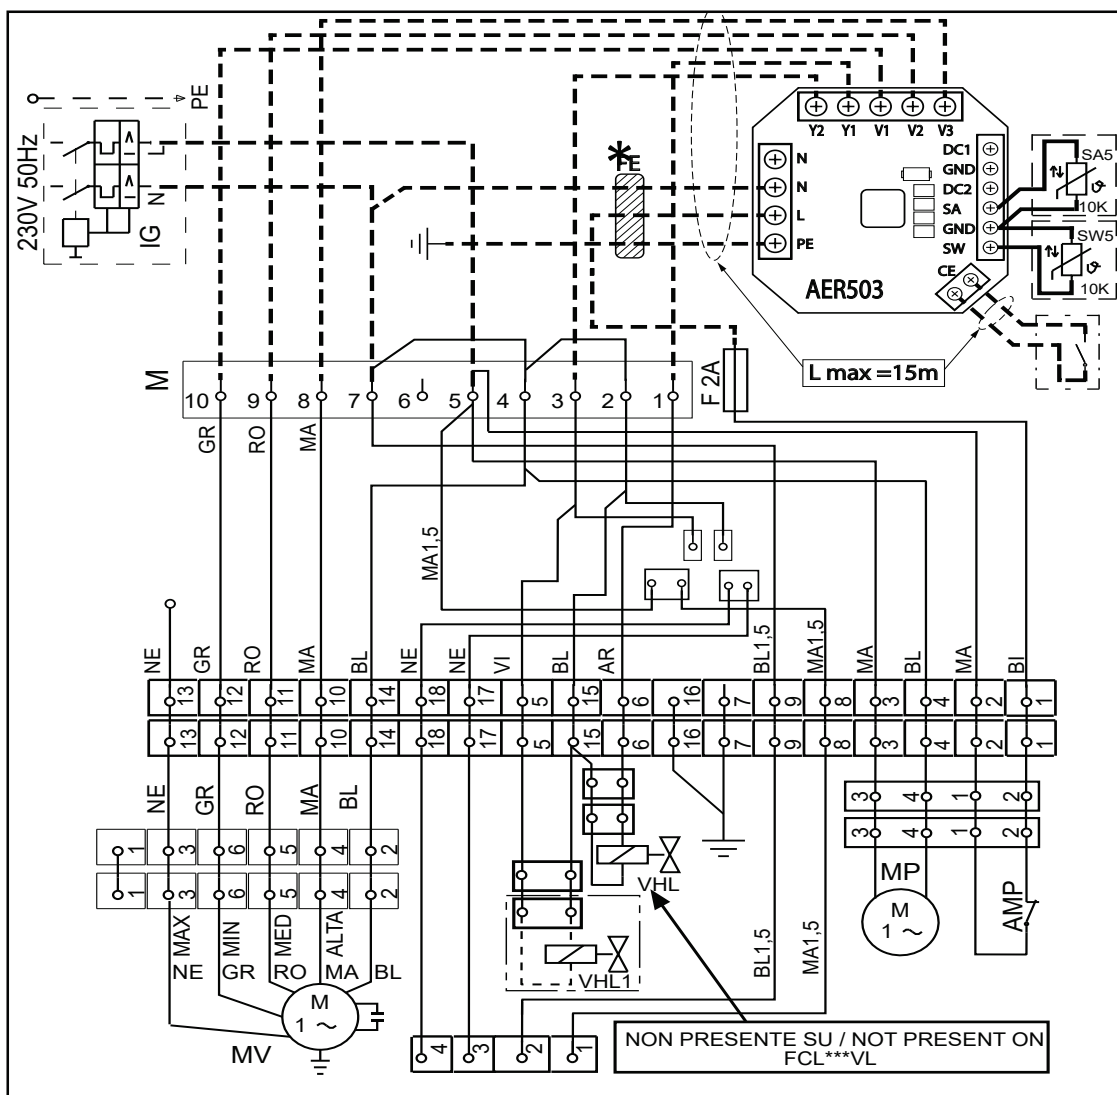 PE
230V 50Hz
L
N
IG
*
FE
Y2 Y1 V1 V2 V3
N
N
L
PE
DC1
GND
DC2
SA
GND
SW
CE
AER503
SA5
10K
SW5
10K
L max =15m
M
10 9 8 7 6 5 4 3 2 1
F 2A
GR RO MA
MA1,5
NE GR RO MA BL NE NE VI BL AR BL1,5 MA1,5 MA BL MA BI
13 12 11 10 14 18 17 5 15 6 16 7 9 8 3 4 2 1
13 12 11 10 14 18 17 5 15 6 16 7 9 8 3 4 2 1
NE GR RO MA BL
3 4 1 2
3 4 1 2
1 3 6 5 4 2
1 3 6 5 4 2
VHL
MP
M
1 ~
AMP
MAX MIN MED ALTA
NE GR RO MA BL
VHL1
BL1,5
MA1,5
M
1 ~
MV
4 3 2 1
NON PRESENTE SU / NOT PRESENT ON
FCL***VL